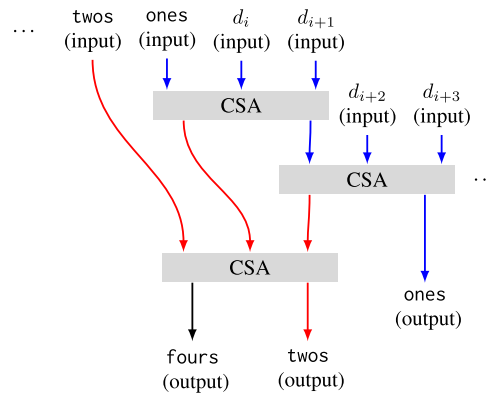 ⋯ twos ones $d_i$ $d_{i+1}$
(input) (input) (input) (input)
CSA
$d_{i+2}$ $d_{i+3}$
(input) (input)
CSA ⋯
CSA
ones
(output)
fours twos
(output) (output)